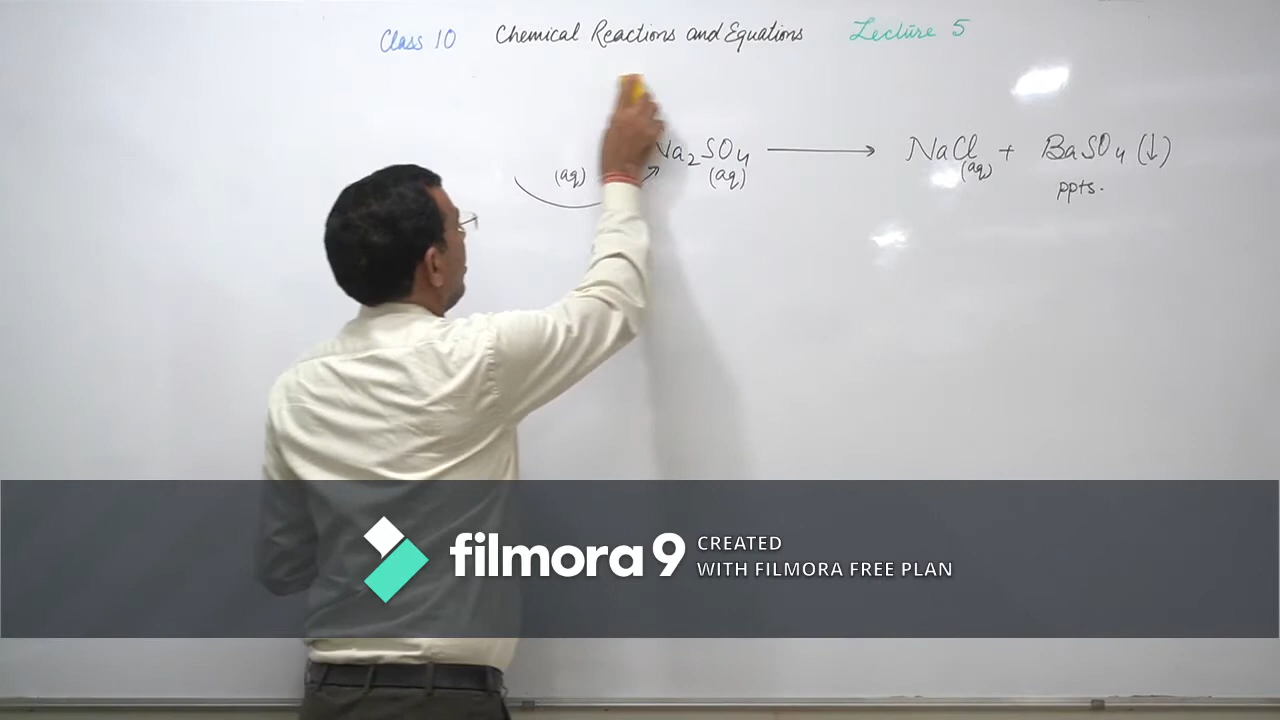 Class 10 Chemical Reactions and Equations Lecture 5
Na₂SO₄ ⟶ NaCl + BaSO₄ (↓)
(aq) (aq) (aq) ppts.
filmora 9 CREATED
WITH FILMORA FREE PLAN